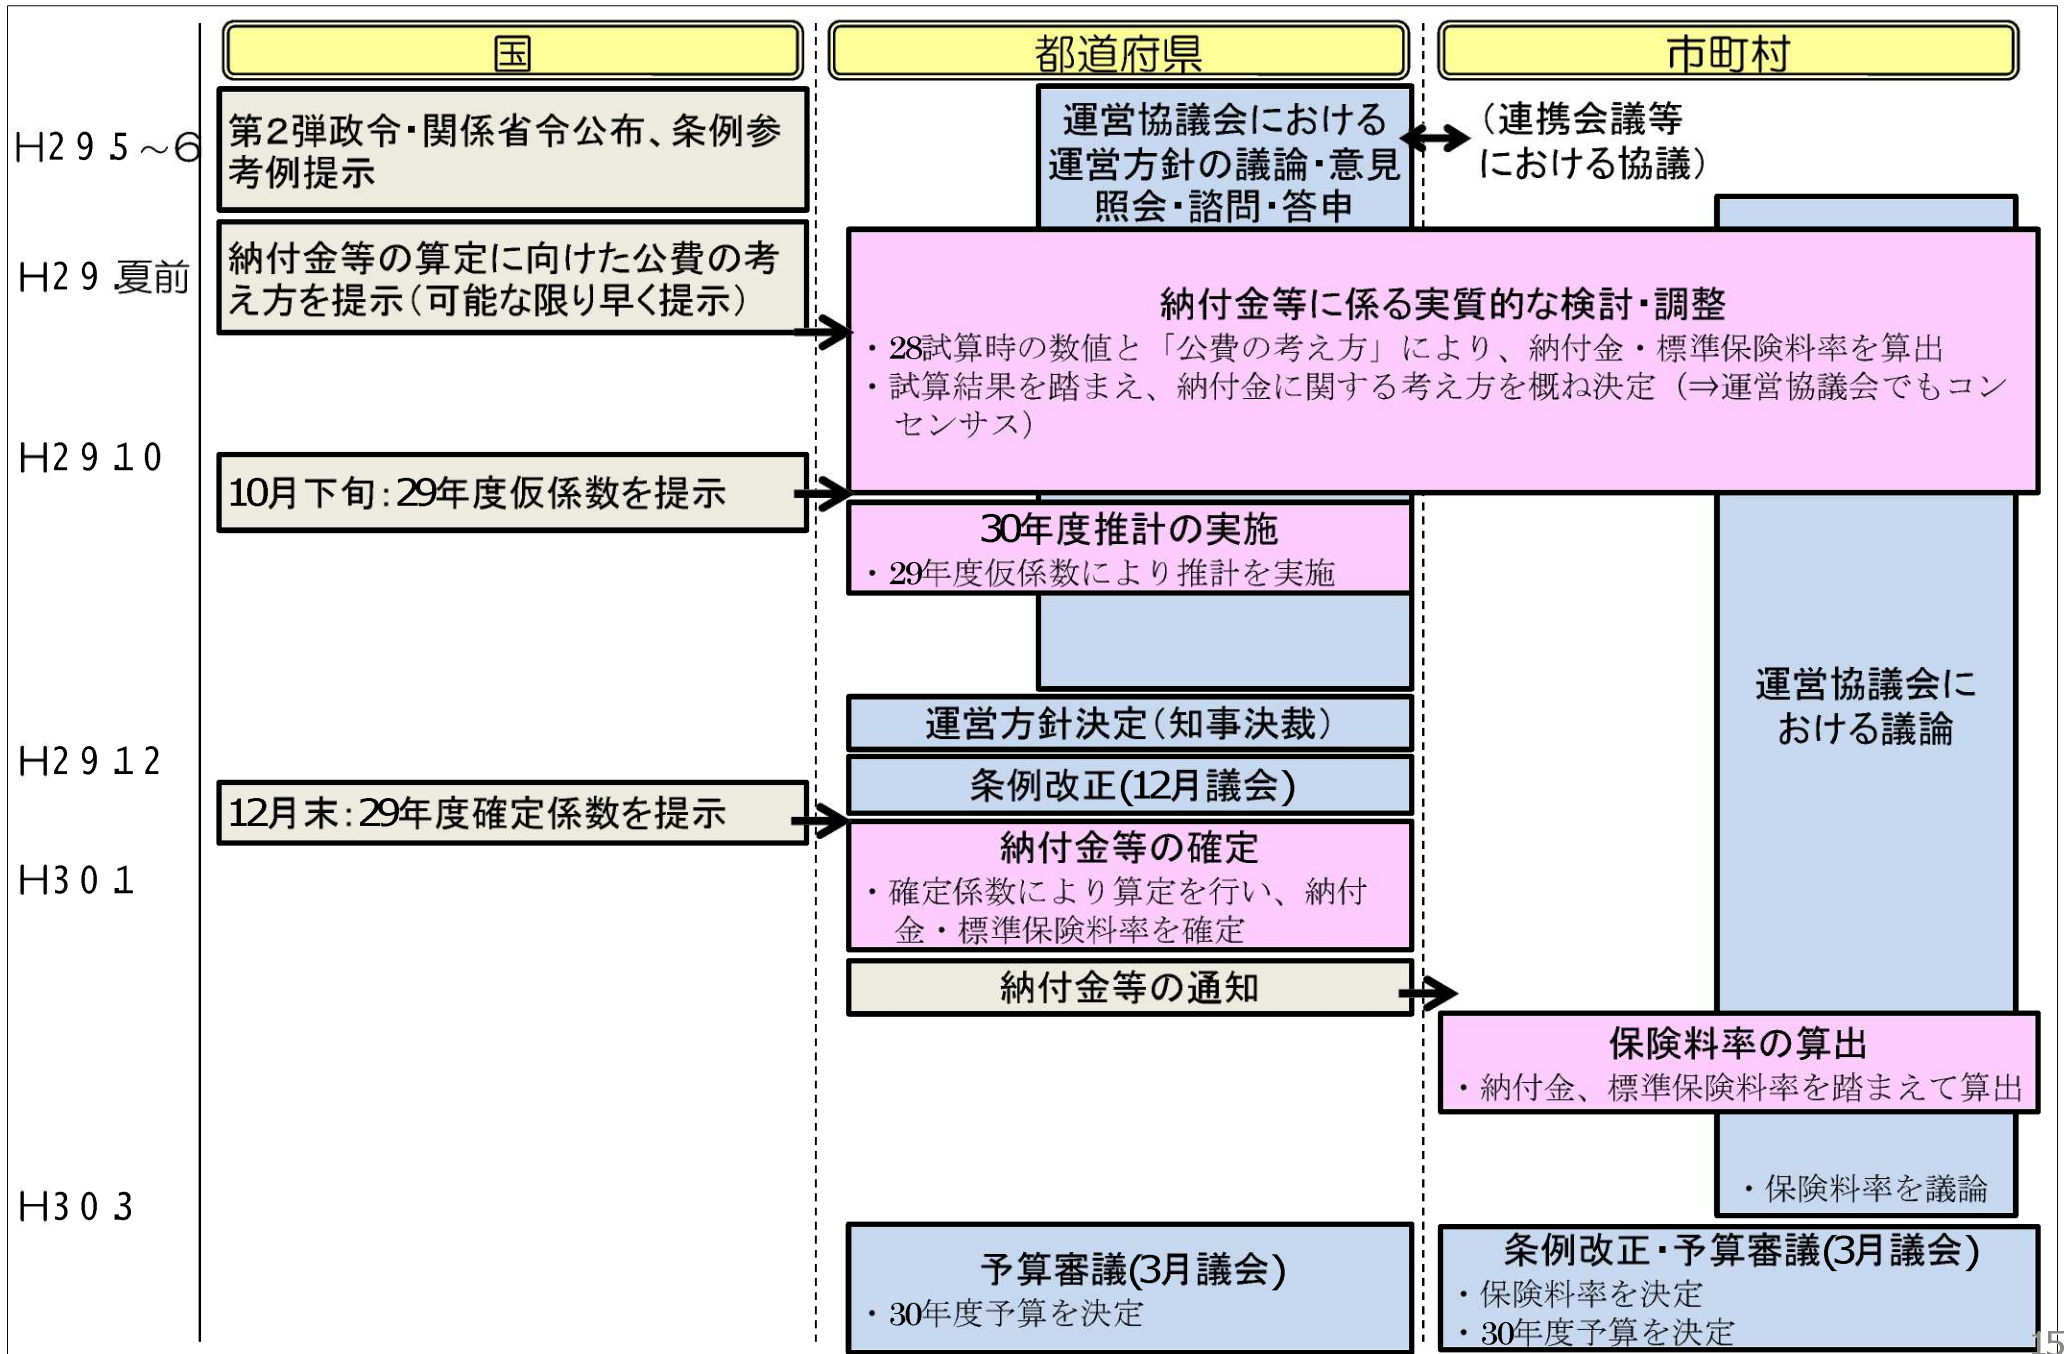 国
都道府県
市町村
H29 5～6
第2弾政令・関係省令公布、条例参
考例提示
運営協議会における
運営方針の議論・意見
照会・諮問・答申
（連携会議等
における協議）
H29.夏前
納付金等の算定に向けた公費の考
え方を提示（可能な限り早く提示）
納付金等に係る実質的な検討・調整
・28試算時の数値と「公費の考え方」により、納付金・標準保険料率を算出
・試算結果を踏まえ、納付金に関する考え方を概ね決定（⇒運営協議会でもコン
センサス）
H29.10
10月下旬：29年度仮係数を提示
30年度推計の実施
・29年度仮係数により推計を実施
運営協議会に
おける議論
運営方針決定（知事決裁）
H29.12
条例改正(12月議会)
12月末：29年度確定係数を提示
納付金等の確定
・確定係数により算定を行い、納付
金・標準保険料率を確定
H30.1
納付金等の通知
保険料率の算出
・納付金、標準保険料率を踏まえて算出
・保険料率を議論
H30.3
予算審議(3月議会)
・30年度予算を決定
条例改正・予算審議(3月議会)
・保険料率を決定
・30年度予算を決定
15